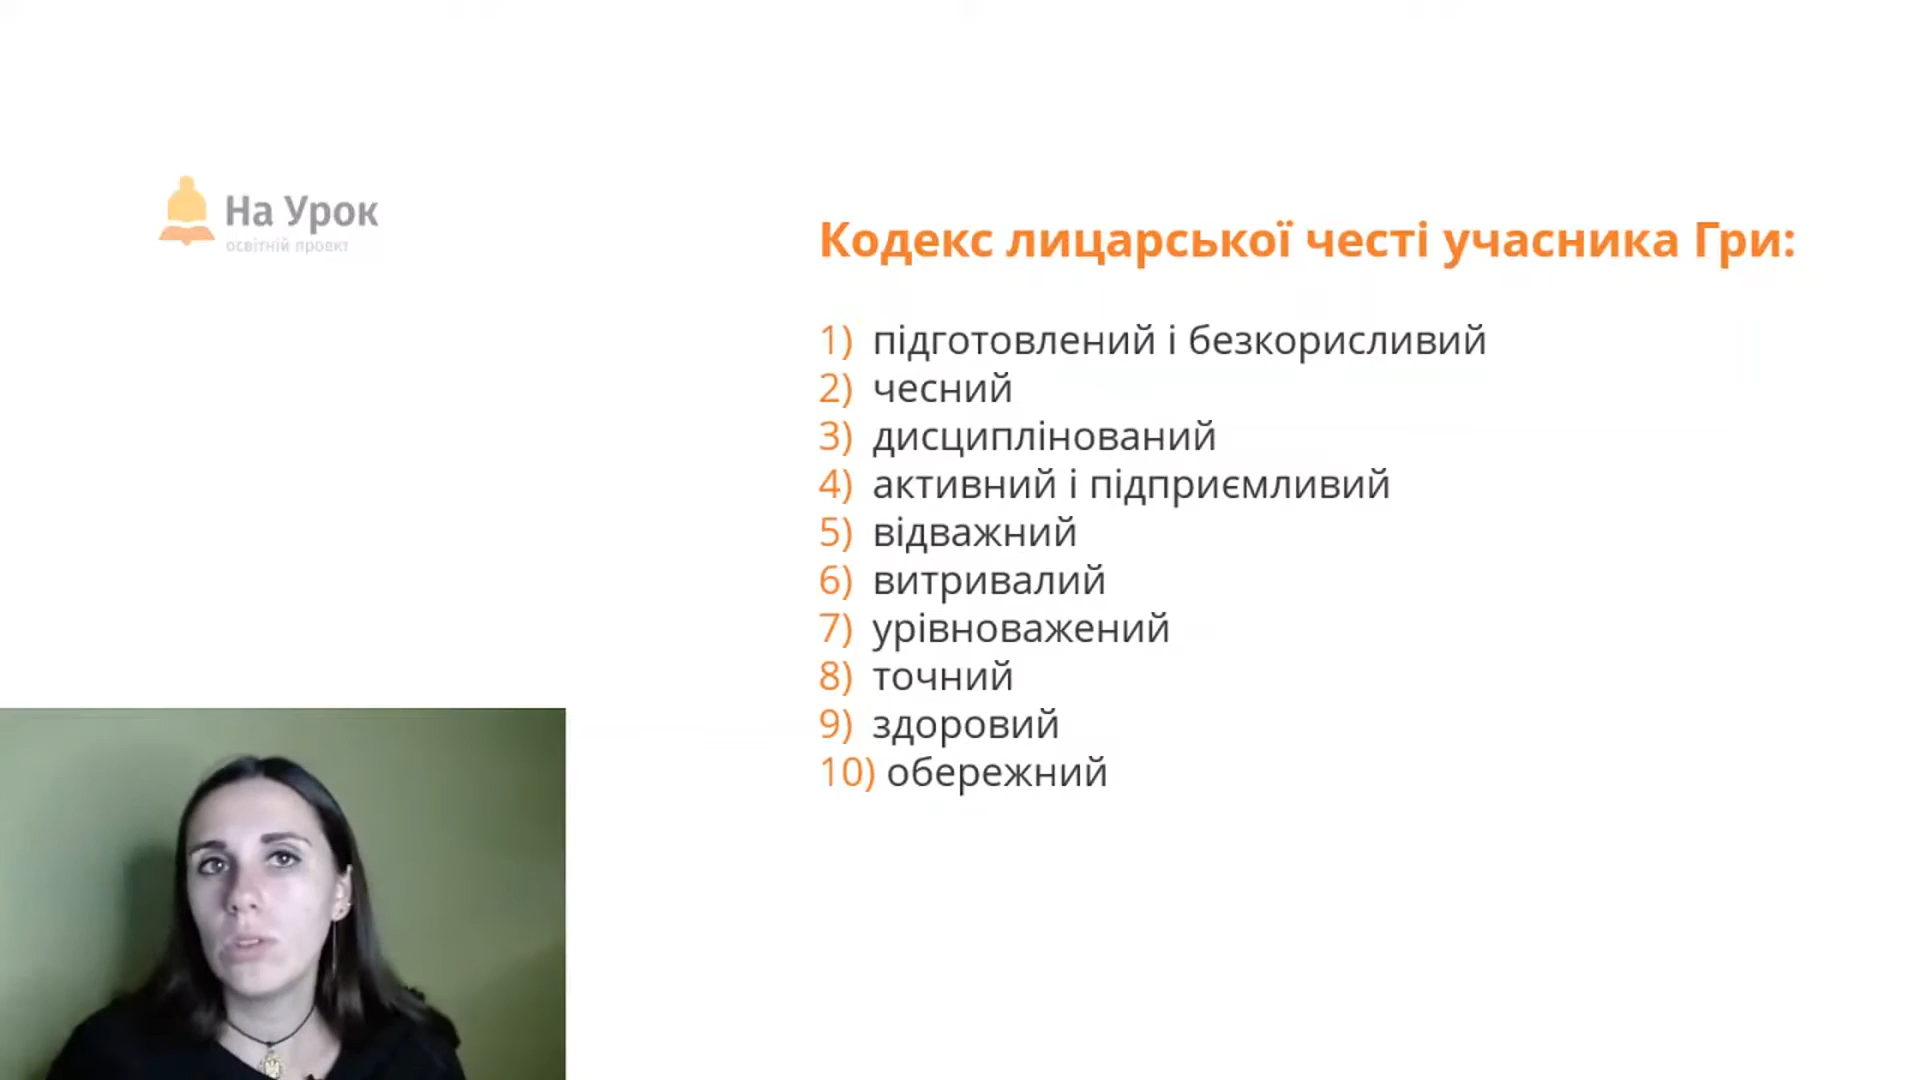 На Урок
освітній проект
Кодекс лицарської честі учасника Гри:
1) підготовлений і безкорисливий
2) чесний
3) дисциплінований
4) активний і підприємливий
5) відважний
6) витривалий
7) урівноважений
8) точний
9) здоровий
10) обережний